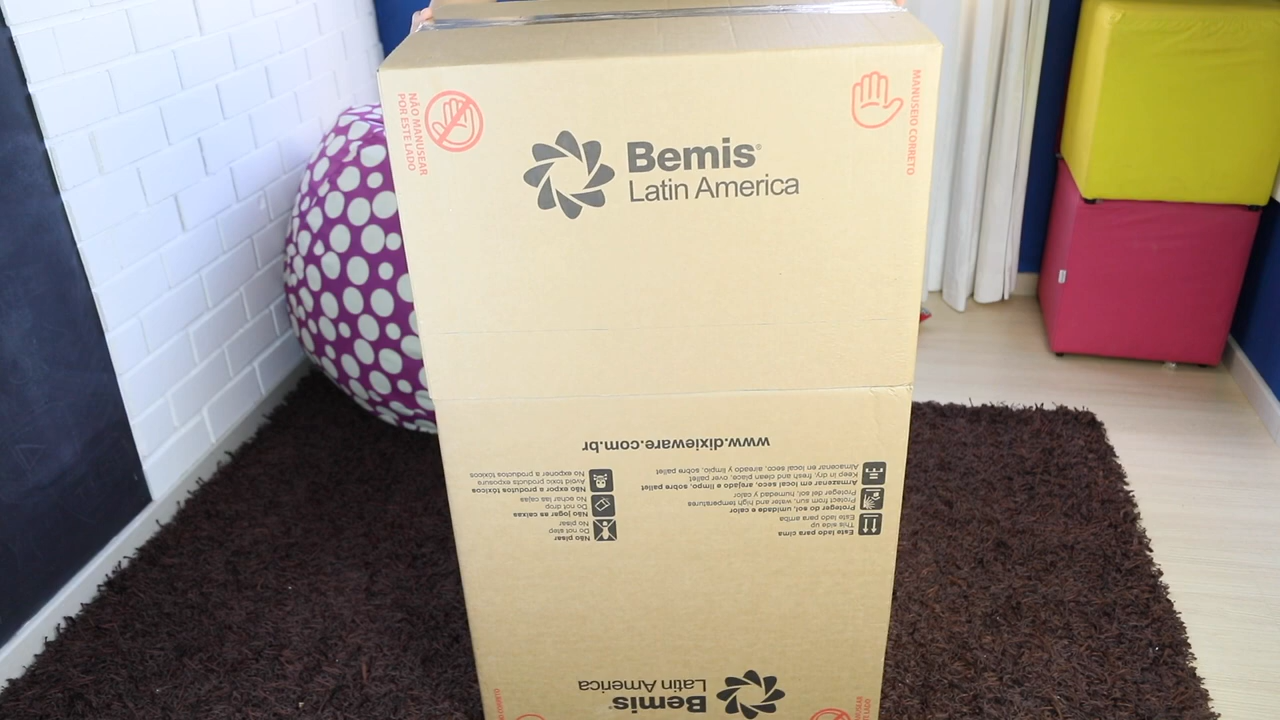 NÃO MANUSEAR
POR ESTE LADO
Bemis®
Latin America
MANUSEIO CORRETO
www.dixieware.com.br
Não expor a produtos tóxicos
Avoid toxic products exposure
No exponer a productos tóxicos
Não jogar as caixas
Do not drop
No echar las cajas
Não pisar
Do not step
No pisar
Armazenar em local seco, arejado e limpo, sobre pallet
Keep in dry, fresh and clean place, over pallet
Almacenar en local seco, aireado y limpio, sobre pallet
Proteger do sol, umidade e calor
Protect from sun, water and high temperatures
Proteger del sol, humedad y calor
Este lado para cima
This side up
Este lado para arriba
Bemis®
Latin America